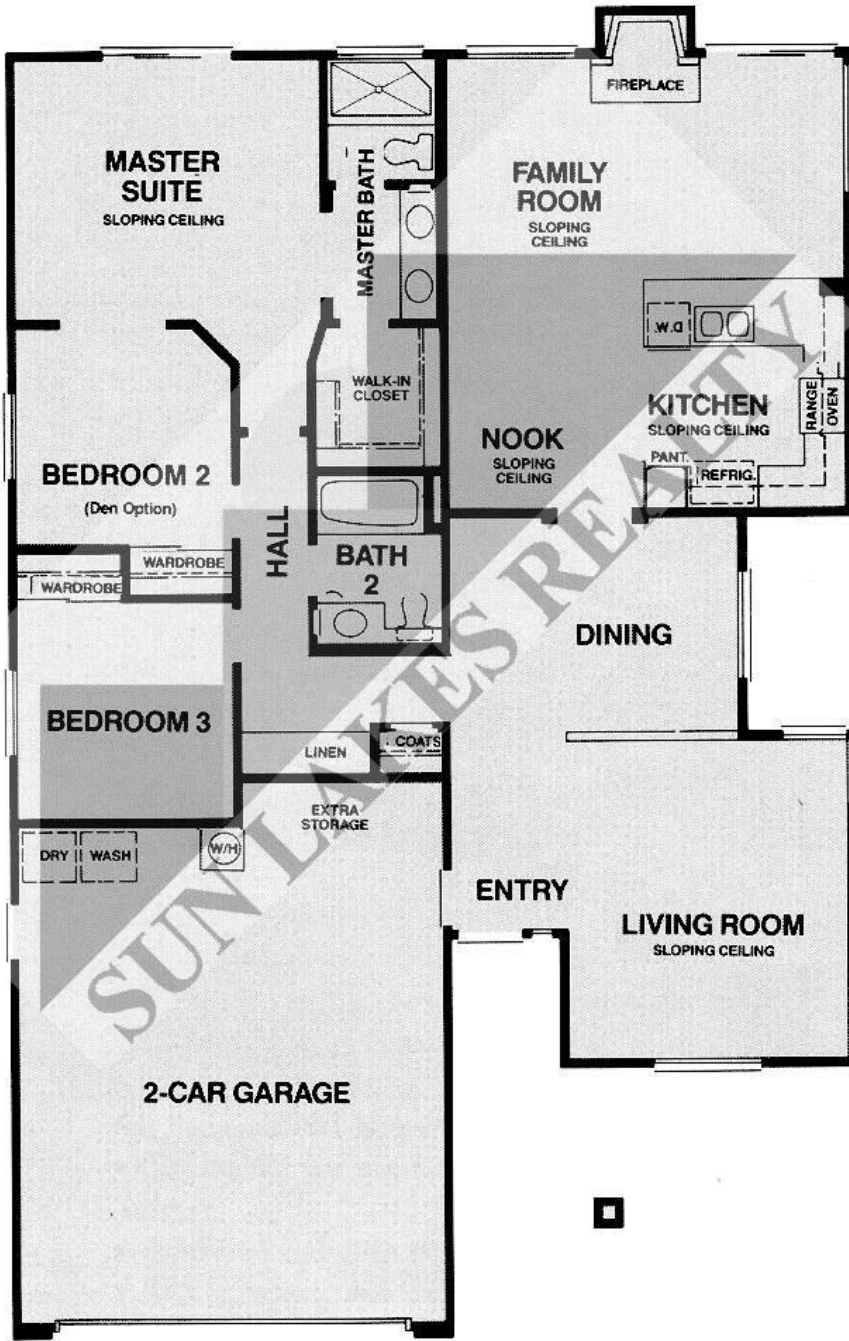 FIREPLACE
MASTER
SUITE
SLOPING CEILING
MASTER BATH
FAMILY
ROOM
SLOPING
CEILING
D.W.
WALK-IN
CLOSET
KITCHEN
SLOPING CEILING
RANGE
OVEN
NOOK
SLOPING
CEILING
PANT.
REFRIG.
BEDROOM 2
(Den Option)
HALL
BATH
2
WARDROBE
WARDROBE
DINING
BEDROOM 3
LINEN
COATS
EXTRA
STORAGE
DRY
WASH
W/H
ENTRY
LIVING ROOM
SLOPING CEILING
2-CAR GARAGE
SUN LAKES REALTY